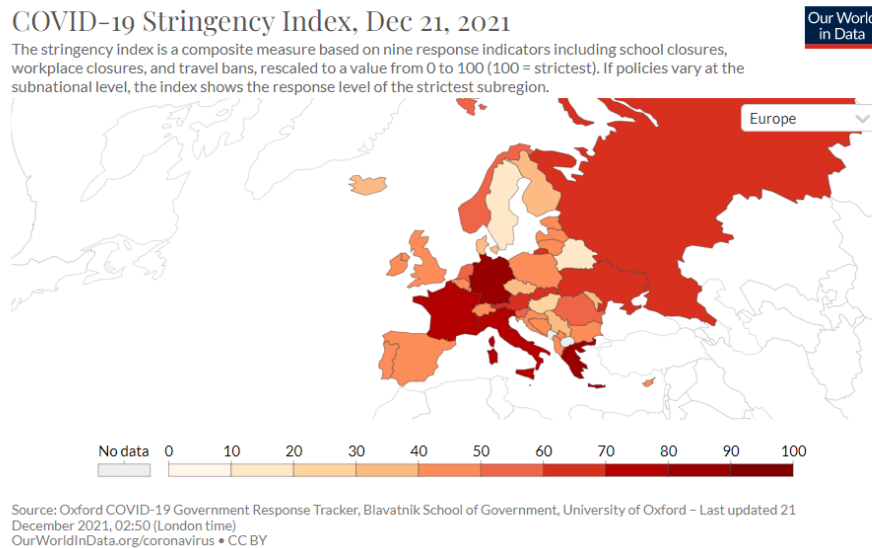 COVID-19 Stringency Index, Dec 21, 2021
Our World
in Data
The stringency index is a composite measure based on nine response indicators including school closures,
workplace closures, and travel bans, rescaled to a value from 0 to 100 (100 = strictest). If policies vary at the
subnational level, the index shows the response level of the strictest subregion.
Europe
No data 0 10 20 30 40 50 60 70 80 90 100
Source: Oxford COVID-19 Government Response Tracker, Blavatnik School of Government, University of Oxford – Last updated 21
December 2021, 02:50 (London time)
OurWorldInData.org/coronavirus • CC BY